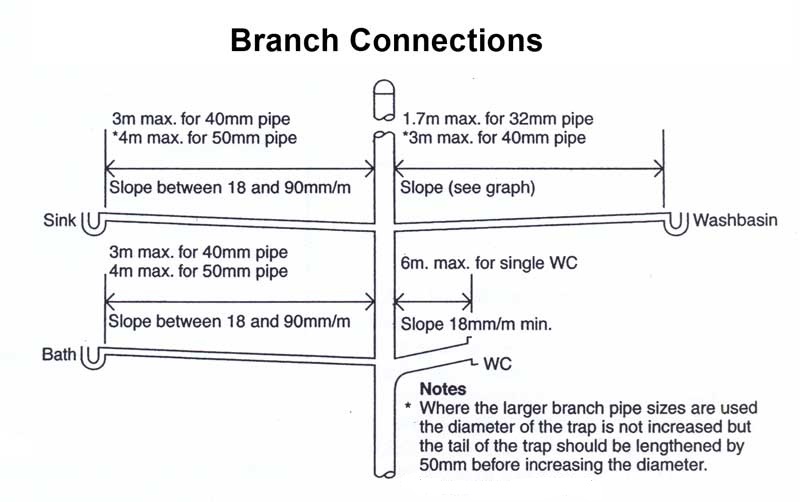 Branch Connections
3m max. for 40mm pipe
*4m max. for 50mm pipe
1.7m max. for 32mm pipe
*3m max. for 40mm pipe
Slope between 18 and 90mm/m
Slope (see graph)
Sink
Washbasin
3m max. for 40mm pipe
4m max. for 50mm pipe
6m. max. for single WC
Slope between 18 and 90mm/m
Slope 18mm/m min.
Bath
WC
Notes
* Where the larger branch pipe sizes are used
the diameter of the trap is not increased but
the tail of the trap should be lengthened by
50mm before increasing the diameter.